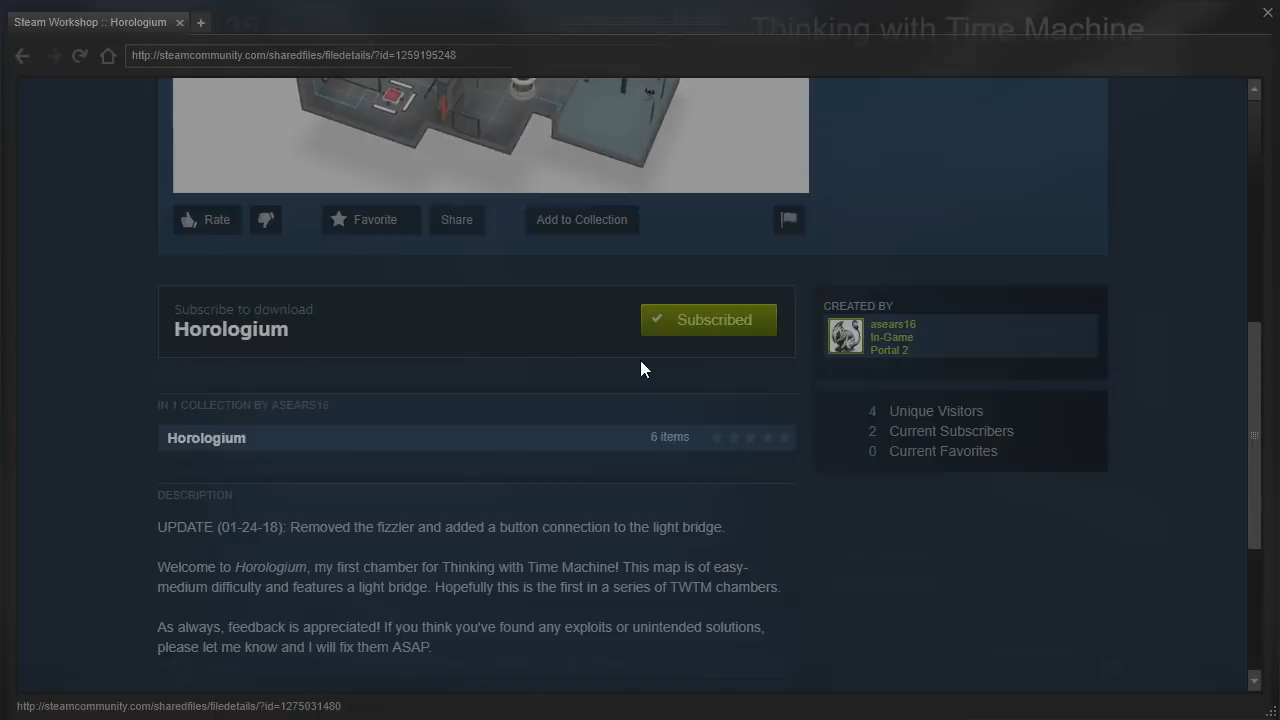 Steam Workshop :: Horologium
Thinking with Time Machine
http://steamcommunity.com/sharedfiles/filedetails/?id=1259195248
Rate
Favorite
Share
Add to Collection
Subscribe to download
Horologium
Subscribed
CREATED BY
asears16
In-Game
Portal 2
IN 1 COLLECTION BY ASEARS16
Horologium
6 items
4 Unique Visitors
2 Current Subscribers
0 Current Favorites
DESCRIPTION
UPDATE (01-24-18): Removed the fizzler and added a button connection to the light bridge.
Welcome to Horologium, my first chamber for Thinking with Time Machine! This map is of easy-
medium difficulty and features a light bridge. Hopefully this is the first in a series of TWTM chambers.
As always, feedback is appreciated! If you think you've found any exploits or unintended solutions,
please let me know and I will fix them ASAP.
http://steamcommunity.com/sharedfiles/filedetails/?id=1275031480